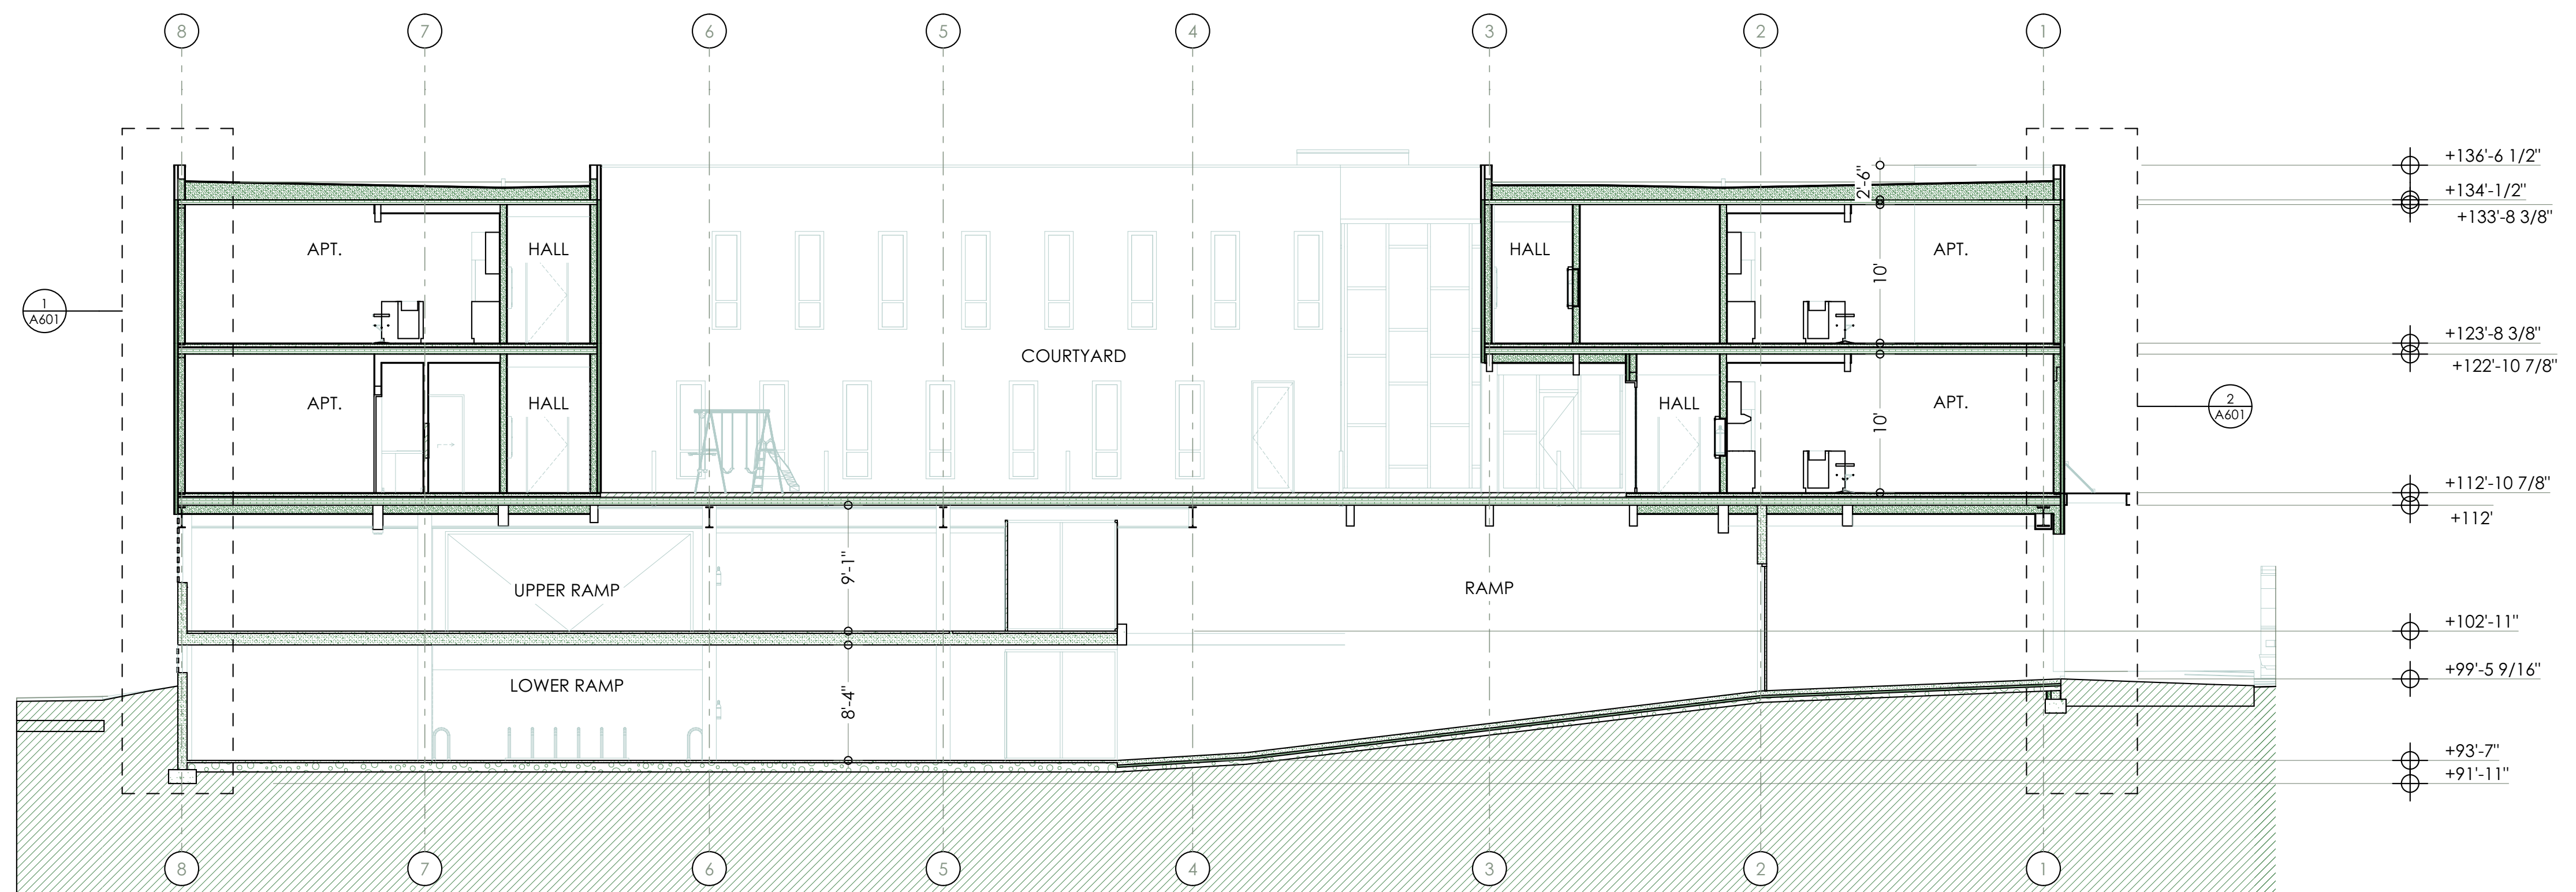 8 7 6 5 4 3 2 1
+136'-6 1/2"
2'-6"
+134'-1/2"
+133'-8 3/8"
APT. HALL HALL APT.
10'
1
A601
+123'-8 3/8"
COURTYARD
+122'-10 7/8"
APT. HALL HALL APT.
10'
2
A601
+112'-10 7/8"
+112'
9'-1"
UPPER RAMP RAMP
+102'-11"
+99'-5 9/16"
LOWER RAMP
8'-4"
+93'-7"
+91'-11"
8 7 6 5 4 3 2 1